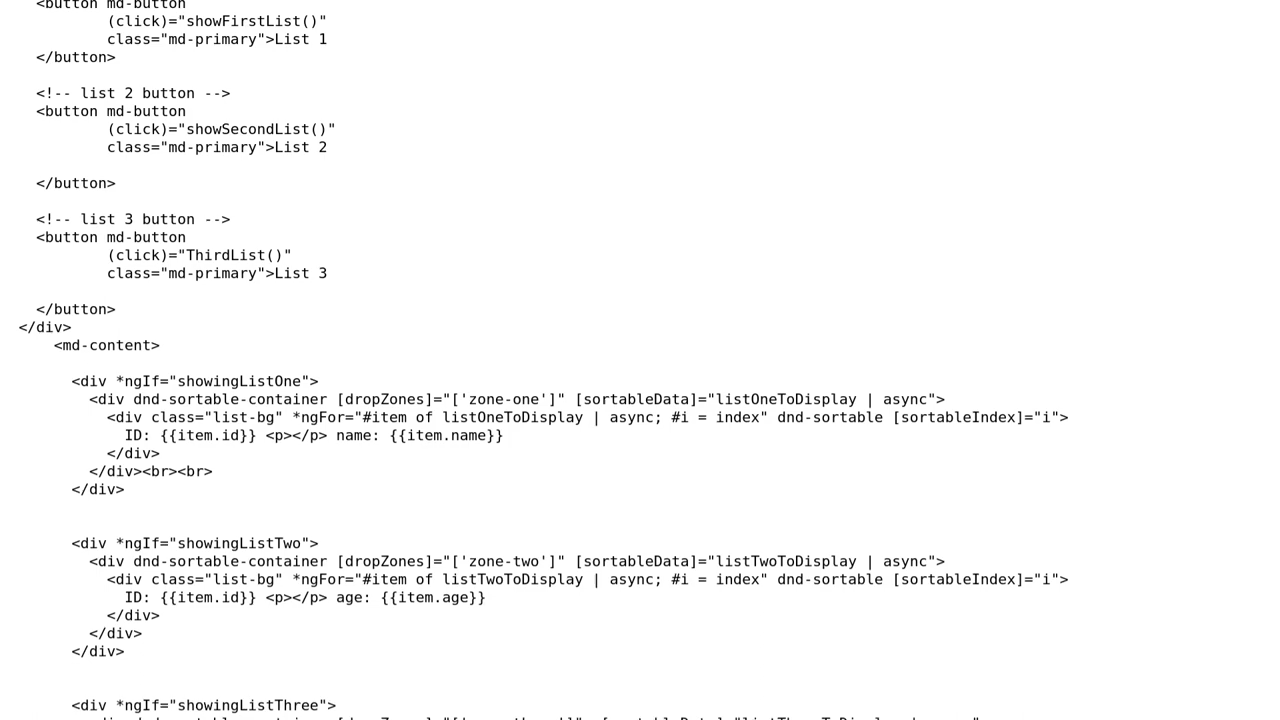 <button md-button
(click)="showFirstList()"
class="md-primary">List 1
</button>
<!-- list 2 button -->
<button md-button
(click)="showSecondList()"
class="md-primary">List 2
</button>
<!-- list 3 button -->
<button md-button
(click)="ThirdList()"
class="md-primary">List 3
</button>
</div>
<md-content>
<div *ngIf="showingListOne">
<div dnd-sortable-container [dropZones]="['zone-one']" [sortableData]="listOneToDisplay | async">
<div class="list-bg" *ngFor="#item of listOneToDisplay | async; #i = index" dnd-sortable [sortableIndex]="i">
ID: {{item.id}} <p></p> name: {{item.name}}
</div>
</div><br><br>
</div>
<div *ngIf="showingListTwo">
<div dnd-sortable-container [dropZones]="['zone-two']" [sortableData]="listTwoToDisplay | async">
<div class="list-bg" *ngFor="#item of listTwoToDisplay | async; #i = index" dnd-sortable [sortableIndex]="i">
ID: {{item.id}} <p></p> age: {{item.age}}
</div>
</div>
</div>
<div *ngIf="showingListThree">